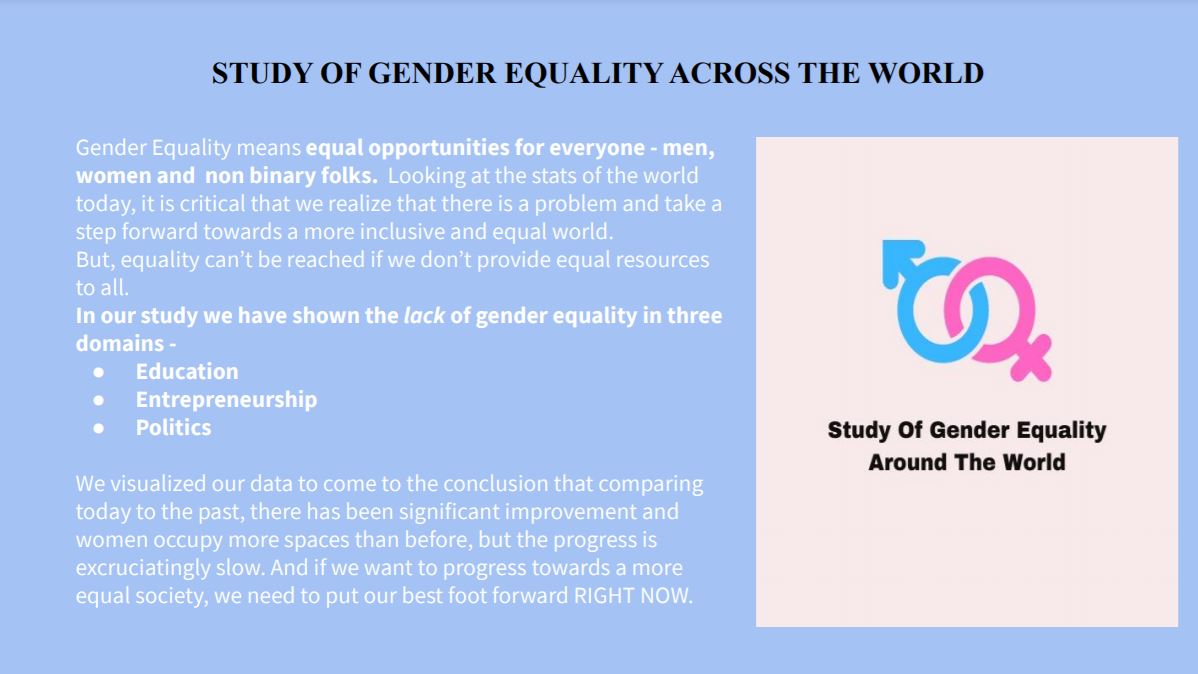 STUDY OF GENDER EQUALITY ACROSS THE WORLD
Gender Equality means equal opportunities for everyone - men,
women and  non binary folks.  Looking at the stats of the world
today, it is critical that we realize that there is a problem and take a
step forward towards a more inclusive and equal world.
But, equality can’t be reached if we don’t provide equal resources
to all.
In our study we have shown the lack of gender equality in three
domains -
● Education
● Entrepreneurship
● Politics
We visualized our data to come to the conclusion that comparing
today to the past, there has been significant improvement and
women occupy more spaces than before, but the progress is
excruciatingly slow. And if we want to progress towards a more
equal society, we need to put our best foot forward RIGHT NOW.
Study Of Gender Equality
Around The World